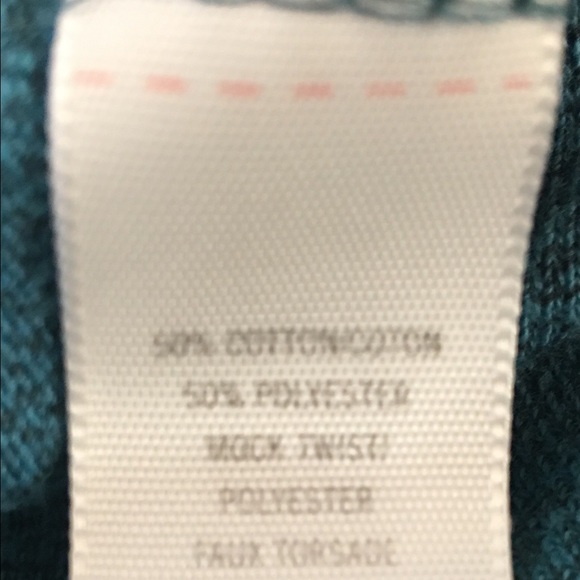 50% COTTON/COTON
50% POLYESTER
MOCK TWIST/
POLYESTER
FAUX TORSADE